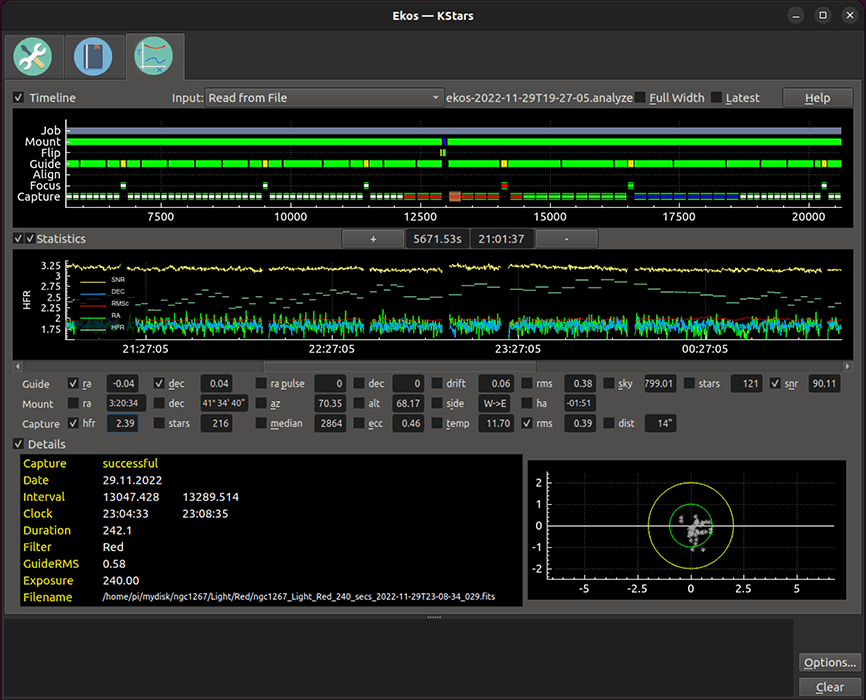 Ekos — KStars
Timeline Input: Read from File ekos-2022-11-29T19-27-05.analyze Full Width Latest Help
Job
Mount
Flip
Guide
Align
Focus
Capture
7500 10000 12500 15000 17500 20000
Statistics + 5671.53s 21:01:37 -
HFR
3.25
3
2.75
2.5
2.25
2
1.75
SNR
DEC
RMSC
RA
HFR
21:27:05 22:27:05 23:27:05 00:27:05
Guide ra -0.04 dec 0.04 ra pulse 0 dec 0 drift 0.06 rms 0.38 sky 799.01 stars 121 snr 90.11
Mount ra 3:20:34 dec 41° 34' 40" az 70.35 alt 68.17 side W->E ha -01:51
Capture hfr 2.39 stars 216 median 2864 ecc 0.46 temp 11.70 rms 0.39 dist 14"
Details
Capture successful
Date 29.11.2022
Interval 13047.428 13289.514
Clock 23:04:33 23:08:35
Duration 242.1
Filter Red
GuideRMS 0.58
Exposure 240.00
Filename /home/pi/mydisk/ngc1267/Light/Red/ngc1267_Light_Red_240_secs_2022-11-29T23-08-34_029.fits
2
1
0
-1
-2
-5 -2.5 0 2.5 5
Options...
Clear